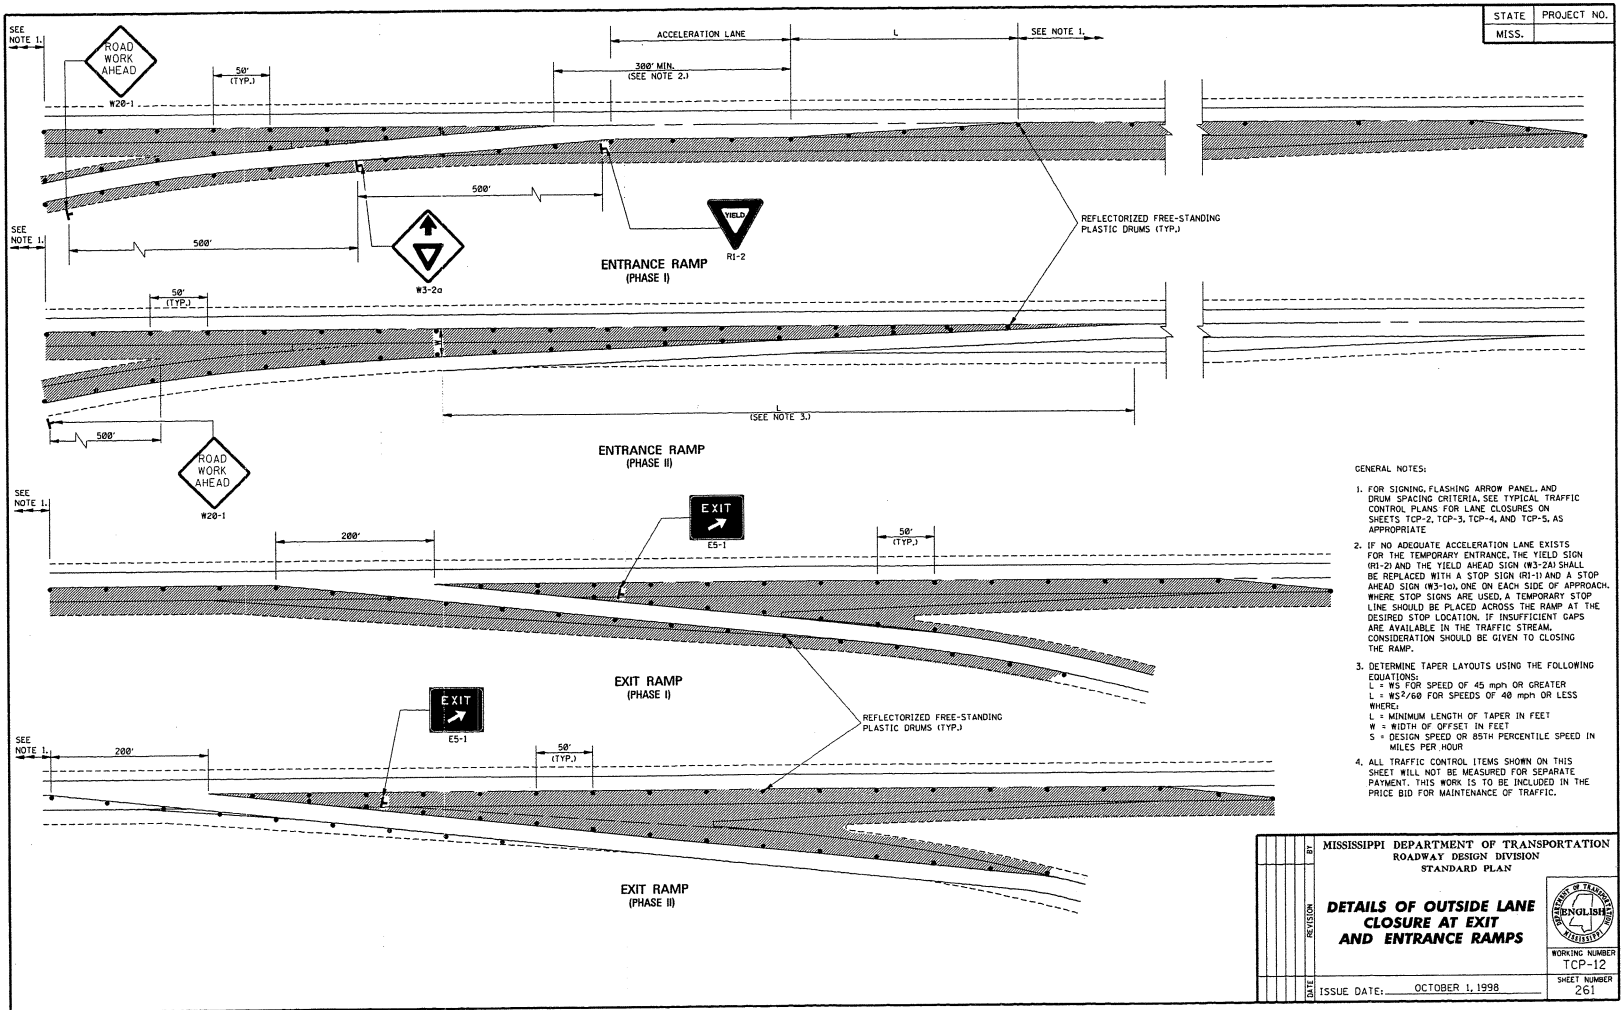 STATE PROJECT NO.
MISS.
SEE
NOTE 1.
ROAD
WORK
AHEAD
W20-1
50'
(TYP.)
ACCELERATION LANE
L
SEE NOTE 1.
300' MIN.
(SEE NOTE 2.)
500'
SEE
NOTE 1.
500'
W3-2a
YIELD
R1-2
REFLECTORIZED FREE-STANDING
PLASTIC DRUMS (TYP.)
ENTRANCE RAMP
(PHASE I)
50'
(TYP.)
W
L
(SEE NOTE 3.)
500'
ROAD
WORK
AHEAD
W20-1
ENTRANCE RAMP
(PHASE II)
SEE
NOTE 1.
200'
EXIT
E5-1
50'
(TYP.)
EXIT RAMP
(PHASE I)
REFLECTORIZED FREE-STANDING
PLASTIC DRUMS (TYP.)
SEE
NOTE 1.
200'
EXIT
E5-1
50'
(TYP.)
EXIT RAMP
(PHASE II)
GENERAL NOTES:
1. FOR SIGNING, FLASHING ARROW PANEL, AND
DRUM SPACING CRITERIA, SEE TYPICAL TRAFFIC
CONTROL PLANS FOR LANE CLOSURES ON
SHEETS TCP-2, TCP-3, TCP-4, AND TCP-5, AS
APPROPRIATE
2. IF NO ADEQUATE ACCELERATION LANE EXISTS
FOR THE TEMPORARY ENTRANCE, THE YIELD SIGN
(R1-2) AND THE YIELD AHEAD SIGN (W3-2A) SHALL
BE REPLACED WITH A STOP SIGN (R1-1) AND A STOP
AHEAD SIGN (W3-1a), ONE ON EACH SIDE OF APPROACH.
WHERE STOP SIGNS ARE USED, A TEMPORARY STOP
LINE SHOULD BE PLACED ACROSS THE RAMP AT THE
DESIRED STOP LOCATION. IF INSUFFICIENT GAPS
ARE AVAILABLE IN THE TRAFFIC STREAM,
CONSIDERATION SHOULD BE GIVEN TO CLOSING
THE RAMP.
3. DETERMINE TAPER LAYOUTS USING THE FOLLOWING
EQUATIONS:
L = WS FOR SPEED OF 45 mph OR GREATER
L = WS²/60 FOR SPEEDS OF 40 mph OR LESS
WHERE:
L = MINIMUM LENGTH OF TAPER IN FEET
W = WIDTH OF OFFSET IN FEET
S = DESIGN SPEED OR 85TH PERCENTILE SPEED IN
MILES PER HOUR
4. ALL TRAFFIC CONTROL ITEMS SHOWN ON THIS
SHEET WILL NOT BE MEASURED FOR SEPARATE
PAYMENT. THIS WORK IS TO BE INCLUDED IN THE
PRICE BID FOR MAINTENANCE OF TRAFFIC.
BY
REVISION
DATE
MISSISSIPPI DEPARTMENT OF TRANSPORTATION
ROADWAY DESIGN DIVISION
STANDARD PLAN
DETAILS OF OUTSIDE LANE
CLOSURE AT EXIT
AND ENTRANCE RAMPS
DEPARTMENT OF TRANSPORTATION
ENGLISH
MISSISSIPPI
WORKING NUMBER
TCP-12
SHEET NUMBER
261
ISSUE DATE: OCTOBER 1, 1998